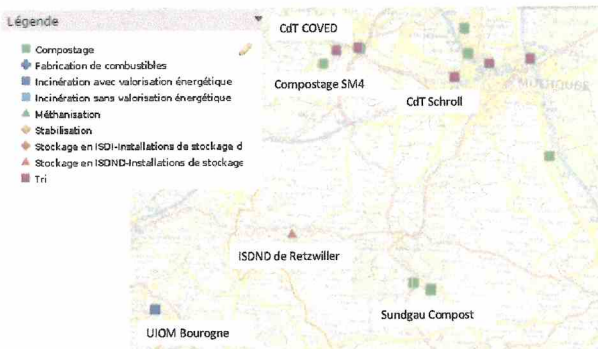 Légende
Compostage
Fabrication de combustibles
Incinération avec valorisation énergétique
Incinération sans valorisation énergétique
Méthanisation
Stabilisation
Stockage en ISDI-Installations de stockage d
Stockage en ISDND-Installations de stockage
Tri
CdT COVED
Compostage SM4
CdT Schroll
MULHOUSE
ISDND de Retzwiller
Sundgau Compost
UIOM Bourogne